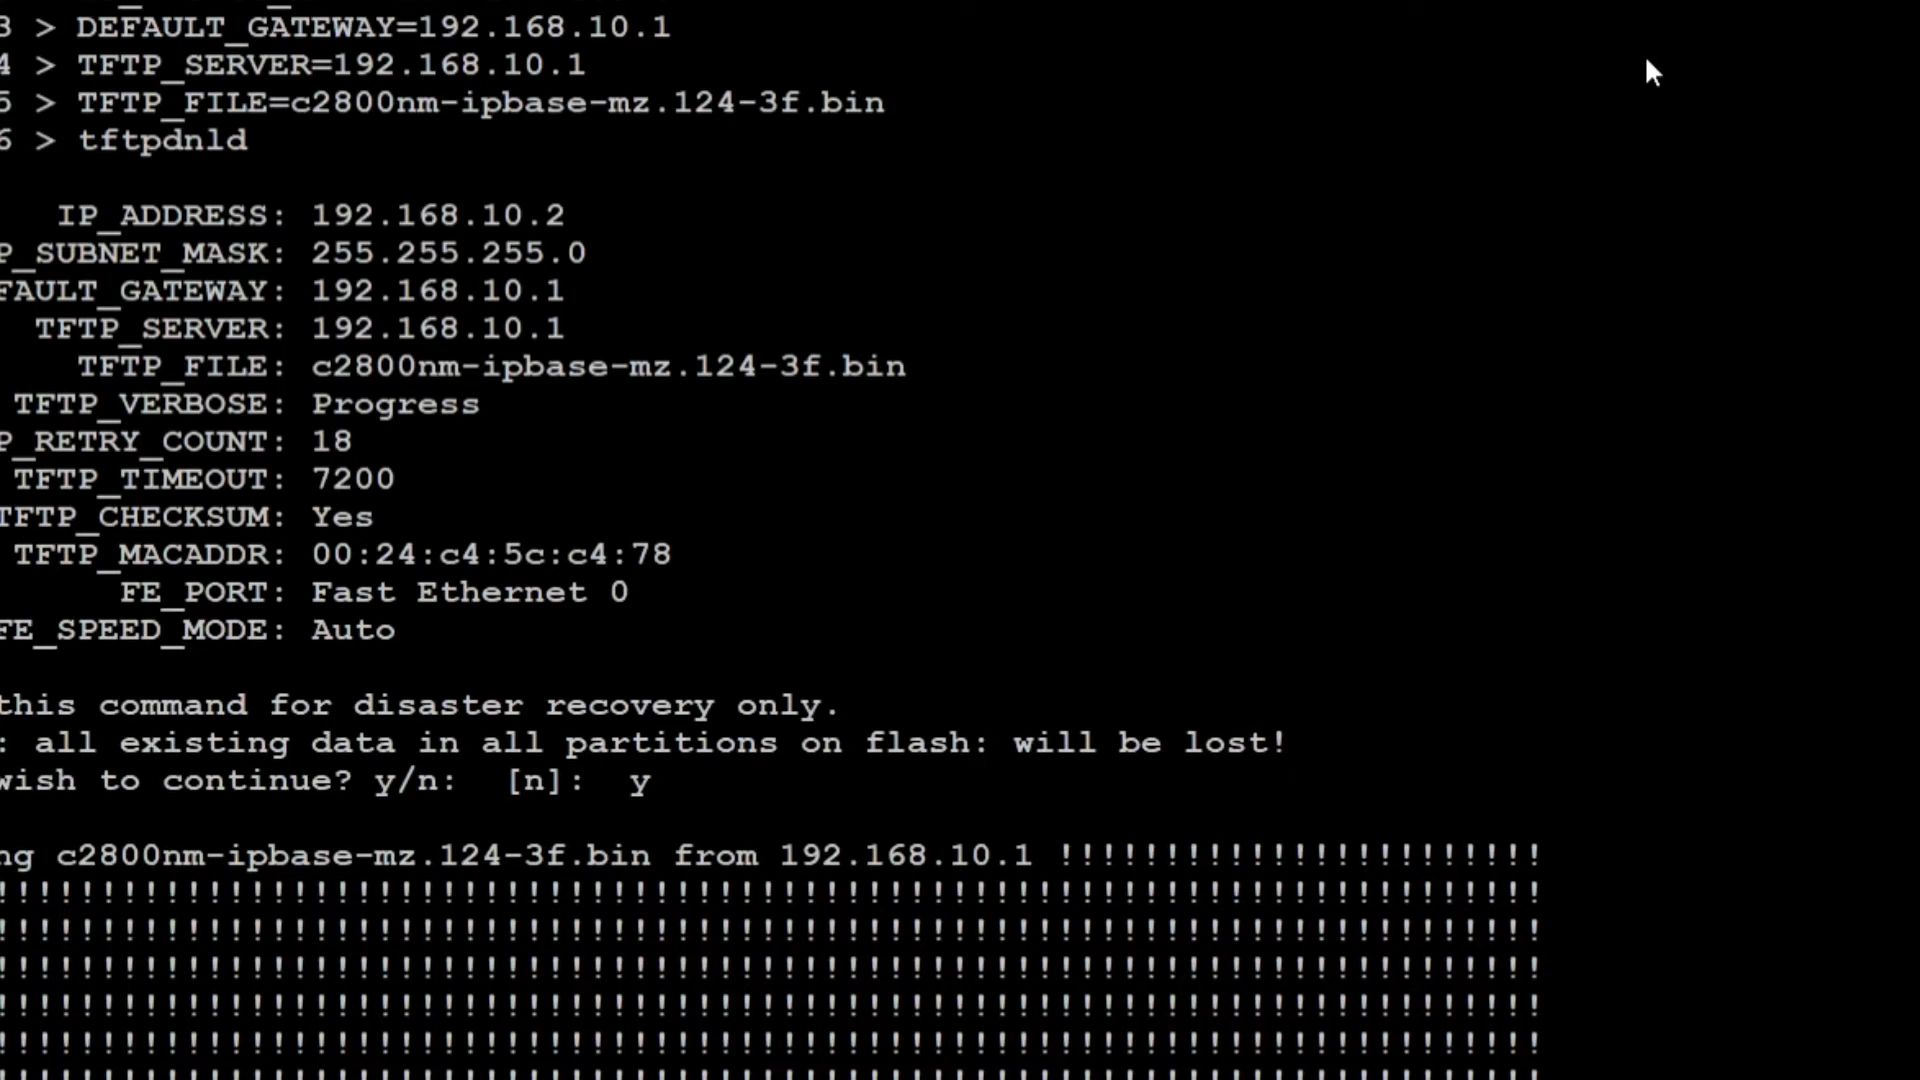 3 > DEFAULT_GATEWAY=192.168.10.1
4 > TFTP_SERVER=192.168.10.1
5 > TFTP_FILE=c2800nm-ipbase-mz.124-3f.bin
6 > tftpdnld
IP_ADDRESS: 192.168.10.2
P_SUBNET_MASK: 255.255.255.0
FAULT_GATEWAY: 192.168.10.1
TFTP_SERVER: 192.168.10.1
TFTP_FILE: c2800nm-ipbase-mz.124-3f.bin
TFTP_VERBOSE: Progress
P_RETRY_COUNT: 18
TFTP_TIMEOUT: 7200
TFTP_CHECKSUM: Yes
TFTP_MACADDR: 00:24:c4:5c:c4:78
FE_PORT: Fast Ethernet 0
FE_SPEED_MODE: Auto
this command for disaster recovery only.
: all existing data in all partitions on flash: will be lost!
wish to continue? y/n:  [n]:  y
ng c2800nm-ipbase-mz.124-3f.bin from 192.168.10.1 !!!!!!!!!!!!!!!!!!!!!!!
!!!!!!!!!!!!!!!!!!!!!!!!!!!!!!!!!!!!!!!!!!!!!!!!!!!!!!!!!!!!!!!!!!!!!!!!!
!!!!!!!!!!!!!!!!!!!!!!!!!!!!!!!!!!!!!!!!!!!!!!!!!!!!!!!!!!!!!!!!!!!!!!!!!
!!!!!!!!!!!!!!!!!!!!!!!!!!!!!!!!!!!!!!!!!!!!!!!!!!!!!!!!!!!!!!!!!!!!!!!!!
!!!!!!!!!!!!!!!!!!!!!!!!!!!!!!!!!!!!!!!!!!!!!!!!!!!!!!!!!!!!!!!!!!!!!!!!!
!!!!!!!!!!!!!!!!!!!!!!!!!!!!!!!!!!!!!!!!!!!!!!!!!!!!!!!!!!!!!!!!!!!!!!!!!
!!!!!!!!!!!!!!!!!!!!!!!!!!!!!!!!!!!!!!!!!!!!!!!!!!!!!!!!!!!!!!!!!!!!!!!!!